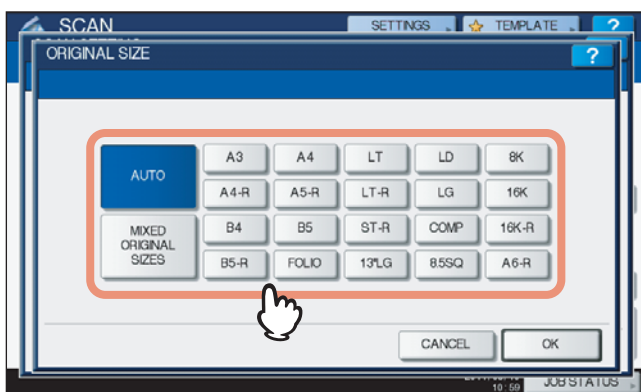 SCAN
SETTINGS
TEMPLATE
?
ORIGINAL SIZE
?
AUTO
A3
A4
LT
LD
8K
A4-R
A5-R
LT-R
LG
16K
MIXED
ORIGINAL
SIZES
B4
B5
ST-R
COMP
16K-R
B5-R
FOLIO
13"LG
8.5SQ
A6-R
CANCEL
OK
10:59
JOB STATUS